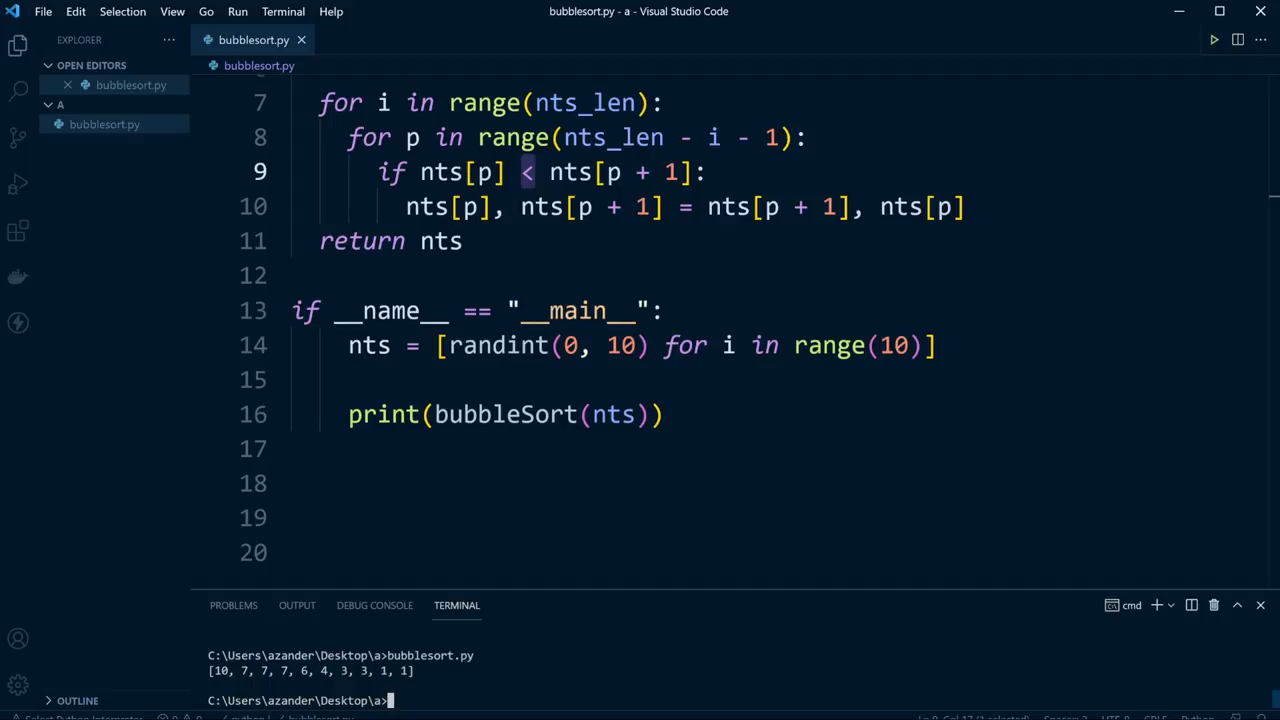 File Edit Selection View Go Run Terminal Help bubblesort.py - a - Visual Studio Code
EXPLORER
bubblesort.py
OPEN EDITORS
bubblesort.py
bubblesort.py
A
bubblesort.py
7 for i in range(nts_len):
8 for p in range(nts_len - i - 1):
9 if nts[p] < nts[p + 1]:
10 nts[p], nts[p + 1] = nts[p + 1], nts[p]
11 return nts
12
13 if __name__ == "__main__":
14 nts = [randint(0, 10) for i in range(10)]
15
16 print(bubbleSort(nts))
17
18
19
20
PROBLEMS OUTPUT DEBUG CONSOLE TERMINAL cmd
C:\Users\azander\Desktop\a>bubblesort.py
[10, 7, 7, 7, 6, 4, 3, 3, 1, 1]
C:\Users\azander\Desktop\a>
OUTLINE